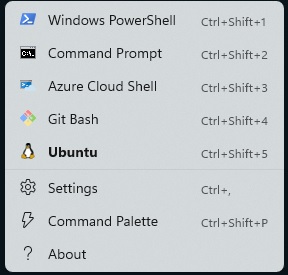 Windows PowerShell Ctrl+Shift+1
Command Prompt Ctrl+Shift+2
Azure Cloud Shell Ctrl+Shift+3
Git Bash Ctrl+Shift+4
Ubuntu Ctrl+Shift+5
Settings Ctrl+,
Command Palette Ctrl+Shift+P
About